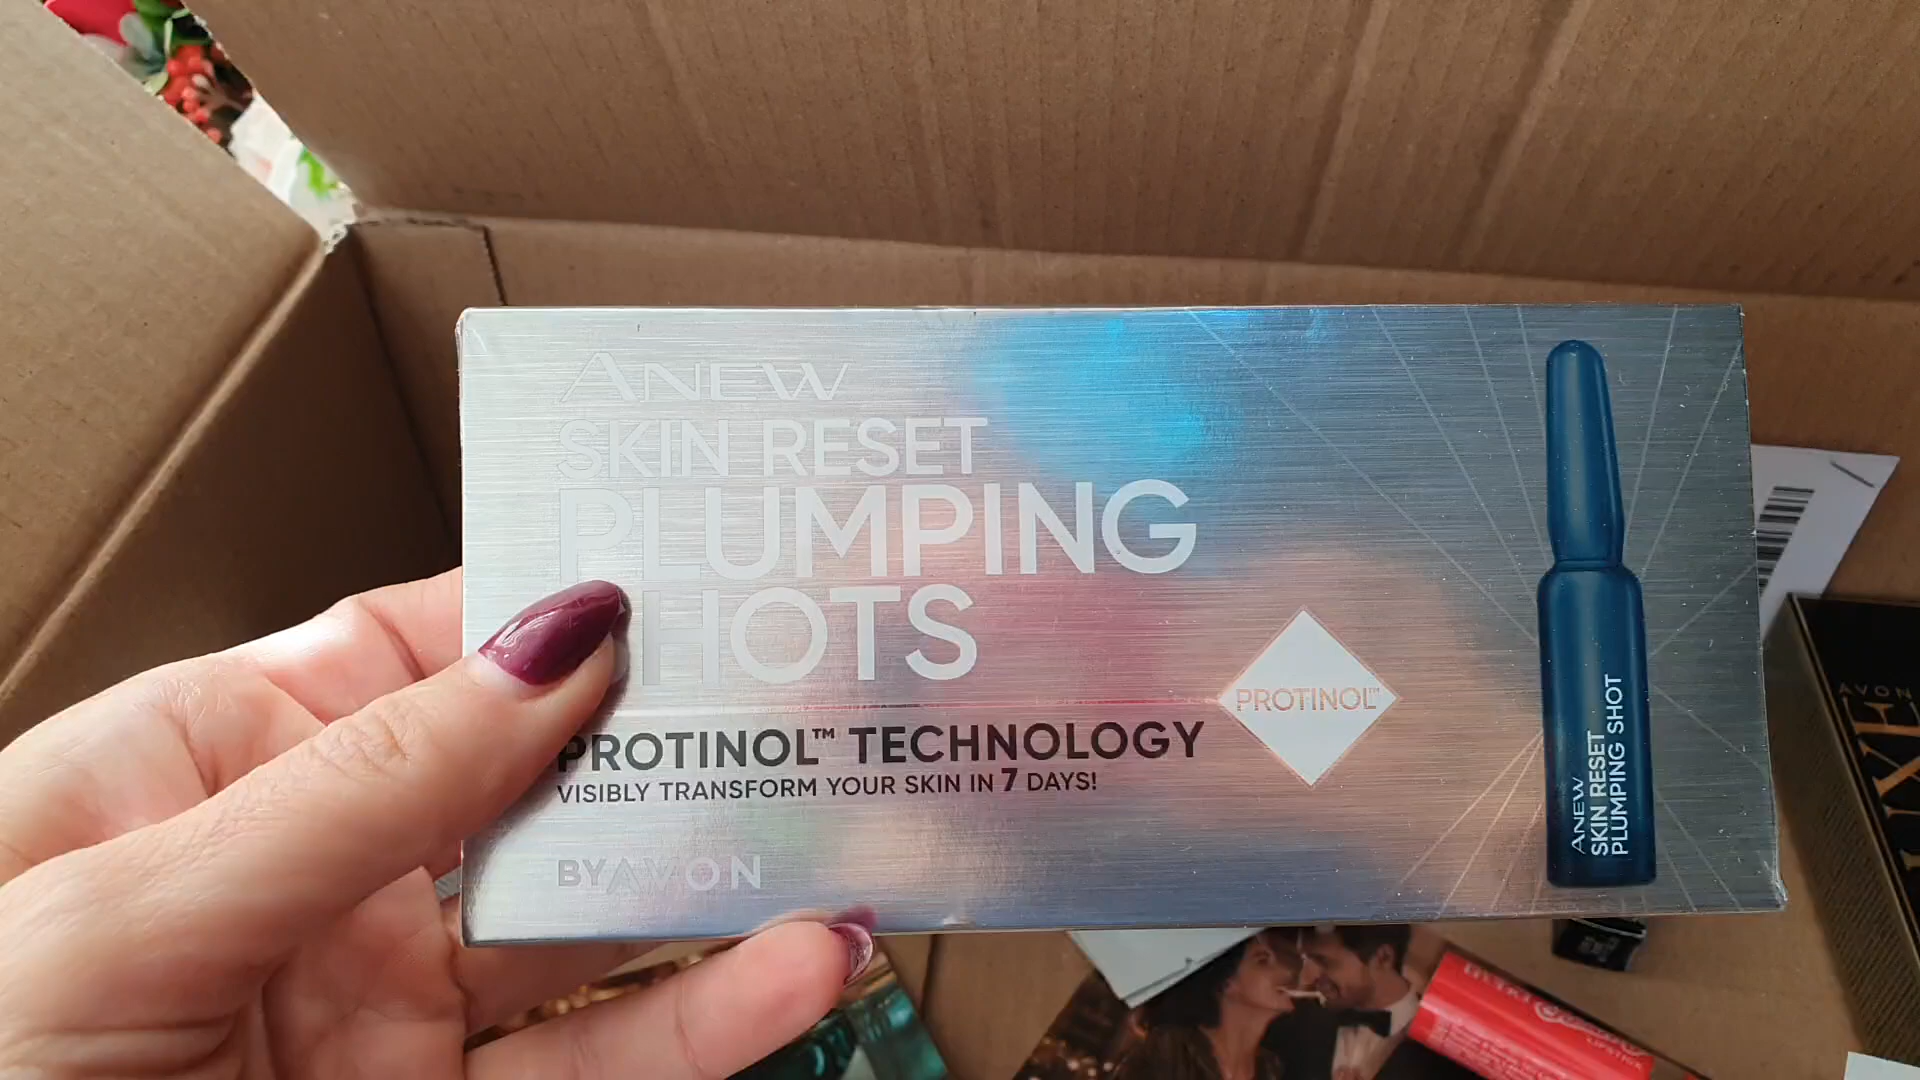 ANEW
SKIN RESET
PLUMPING
SHOTS
PROTINOL™ TECHNOLOGY
VISIBLY TRANSFORM YOUR SKIN IN 7 DAYS!
BY AVON
PROTINOL™
ANEW
SKIN RESET
PLUMPING SHOT
AVON
LIPSTICK